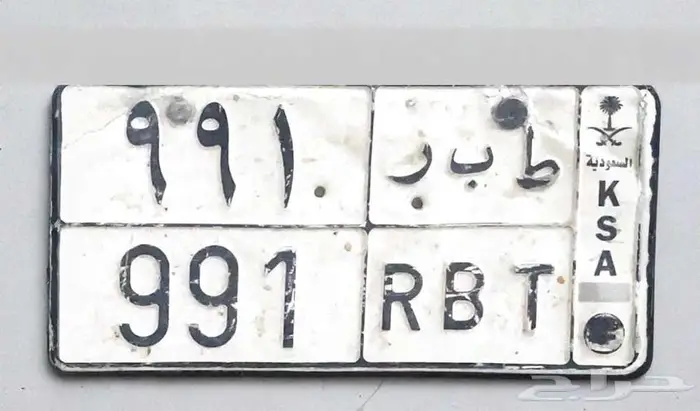 ٩٩١ ط ب ر
991 RBT
السعودية
K
S
A
حراج